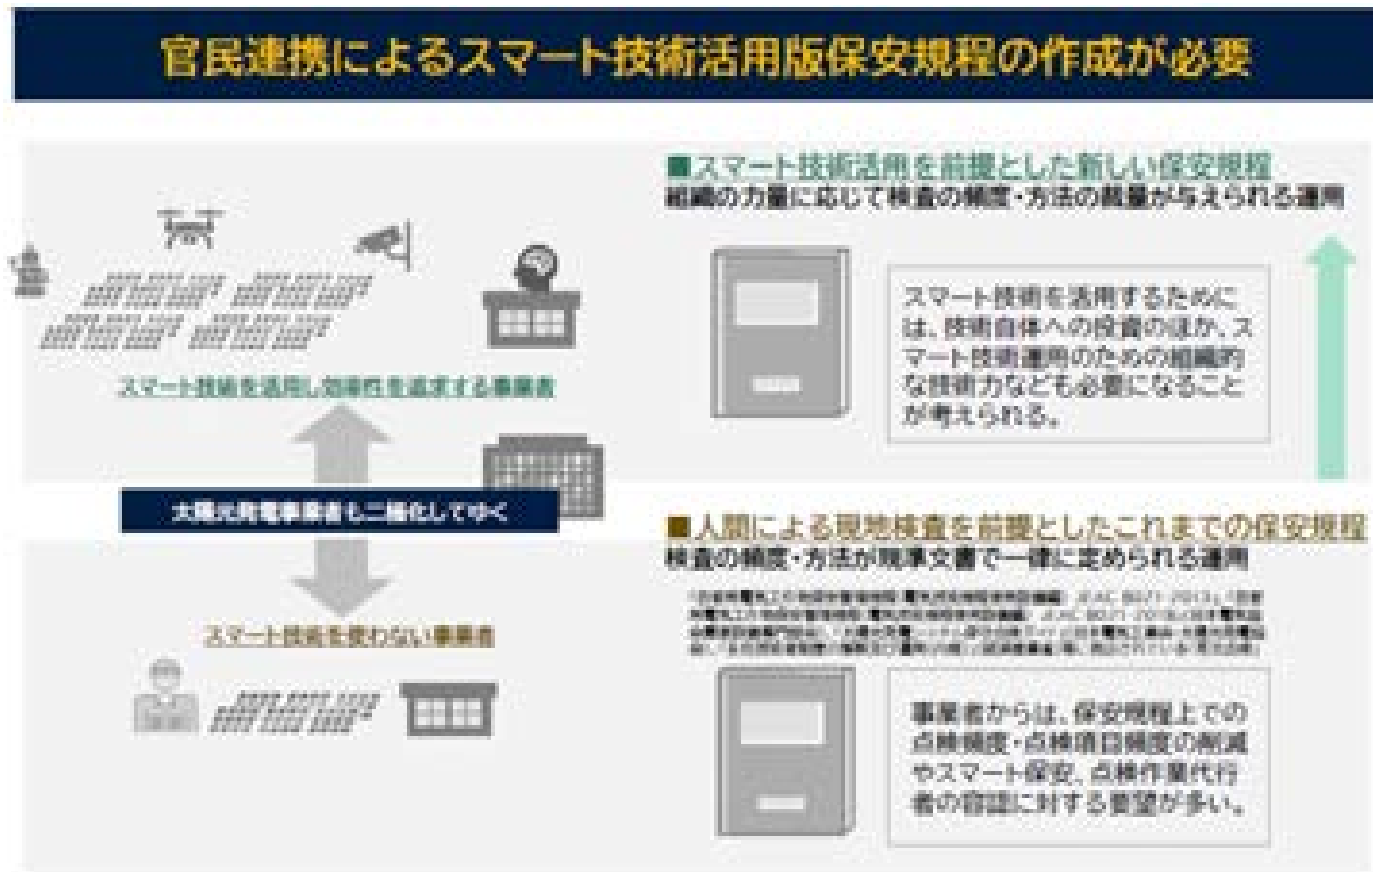 官民連携によるスマート技術活用版保安規程の作成が必要
■スマート技術活用を前提とした新しい保安規程
組織の力量に応じて検査の頻度・方法の裁量が与えられる運用
スマート技術を活用するために
は、技術自体への投資のほか、ス
マート技術運用のための組織的
な技術力なども必要になること
が考えられる。
スマート技術を活用し効率性を追求する事業者
太陽光発電事業者も二極化してゆく
スマート技術を使わない事業者
■人間による現地検査を前提としたこれまでの保安規程
検査の頻度・方法が規準文書で一律に定められる運用
事業者からは、保安規程上での
点検頻度・点検項目頻度の削減
やスマート保安、点検作業代行
者の容認に対する要望が多い。